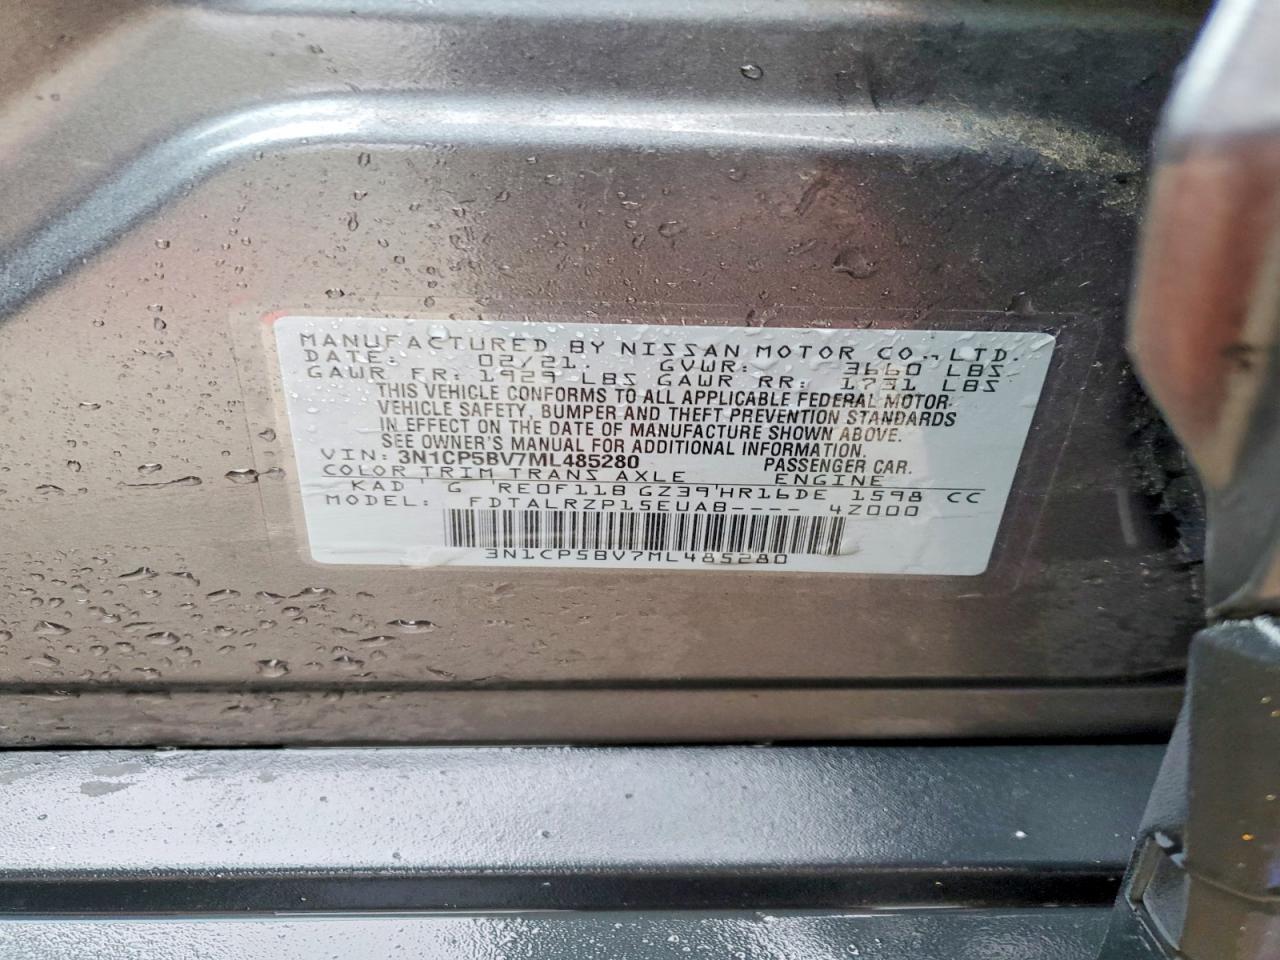 MANUFACTURED BY NISSAN MOTOR CO., LTD.
DATE: 02/21. GVWR: 3660 LBS
GAWR FR: 1929 LBS GAWR RR: 1731 LBS
THIS VEHICLE CONFORMS TO ALL APPLICABLE FEDERAL MOTOR
VEHICLE SAFETY, BUMPER AND THEFT PREVENTION STANDARDS
IN EFFECT ON THE DATE OF MANUFACTURE SHOWN ABOVE.
SEE OWNER'S MANUAL FOR ADDITIONAL INFORMATION.
VIN: 3N1CP5BV7ML485280 PASSENGER CAR.
COLOR TRIM TRANS AXLE ENGINE
KAD ' G 'RE0F11B GZ39'HR16DE 1598 CC
MODEL: FDTALRZP15EUAB---- 4Z000
3N1CP5BV7ML485280